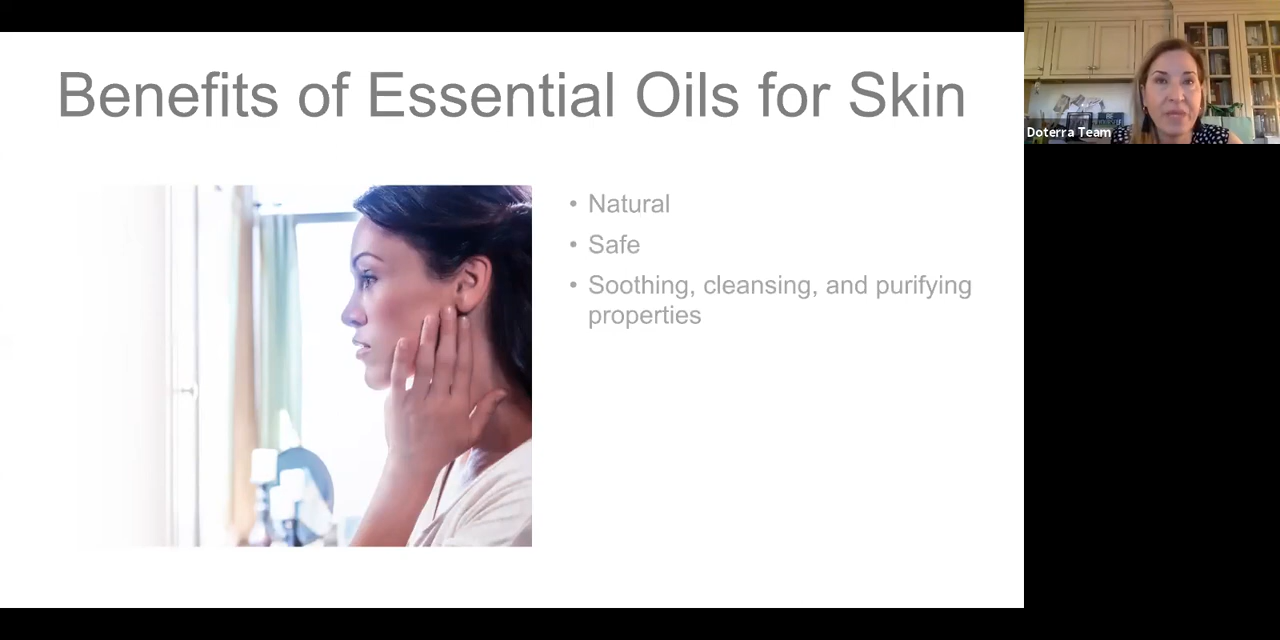 Benefits of Essential Oils for Skin
Doterra Team
• Natural
• Safe
• Soothing, cleansing, and purifying
properties